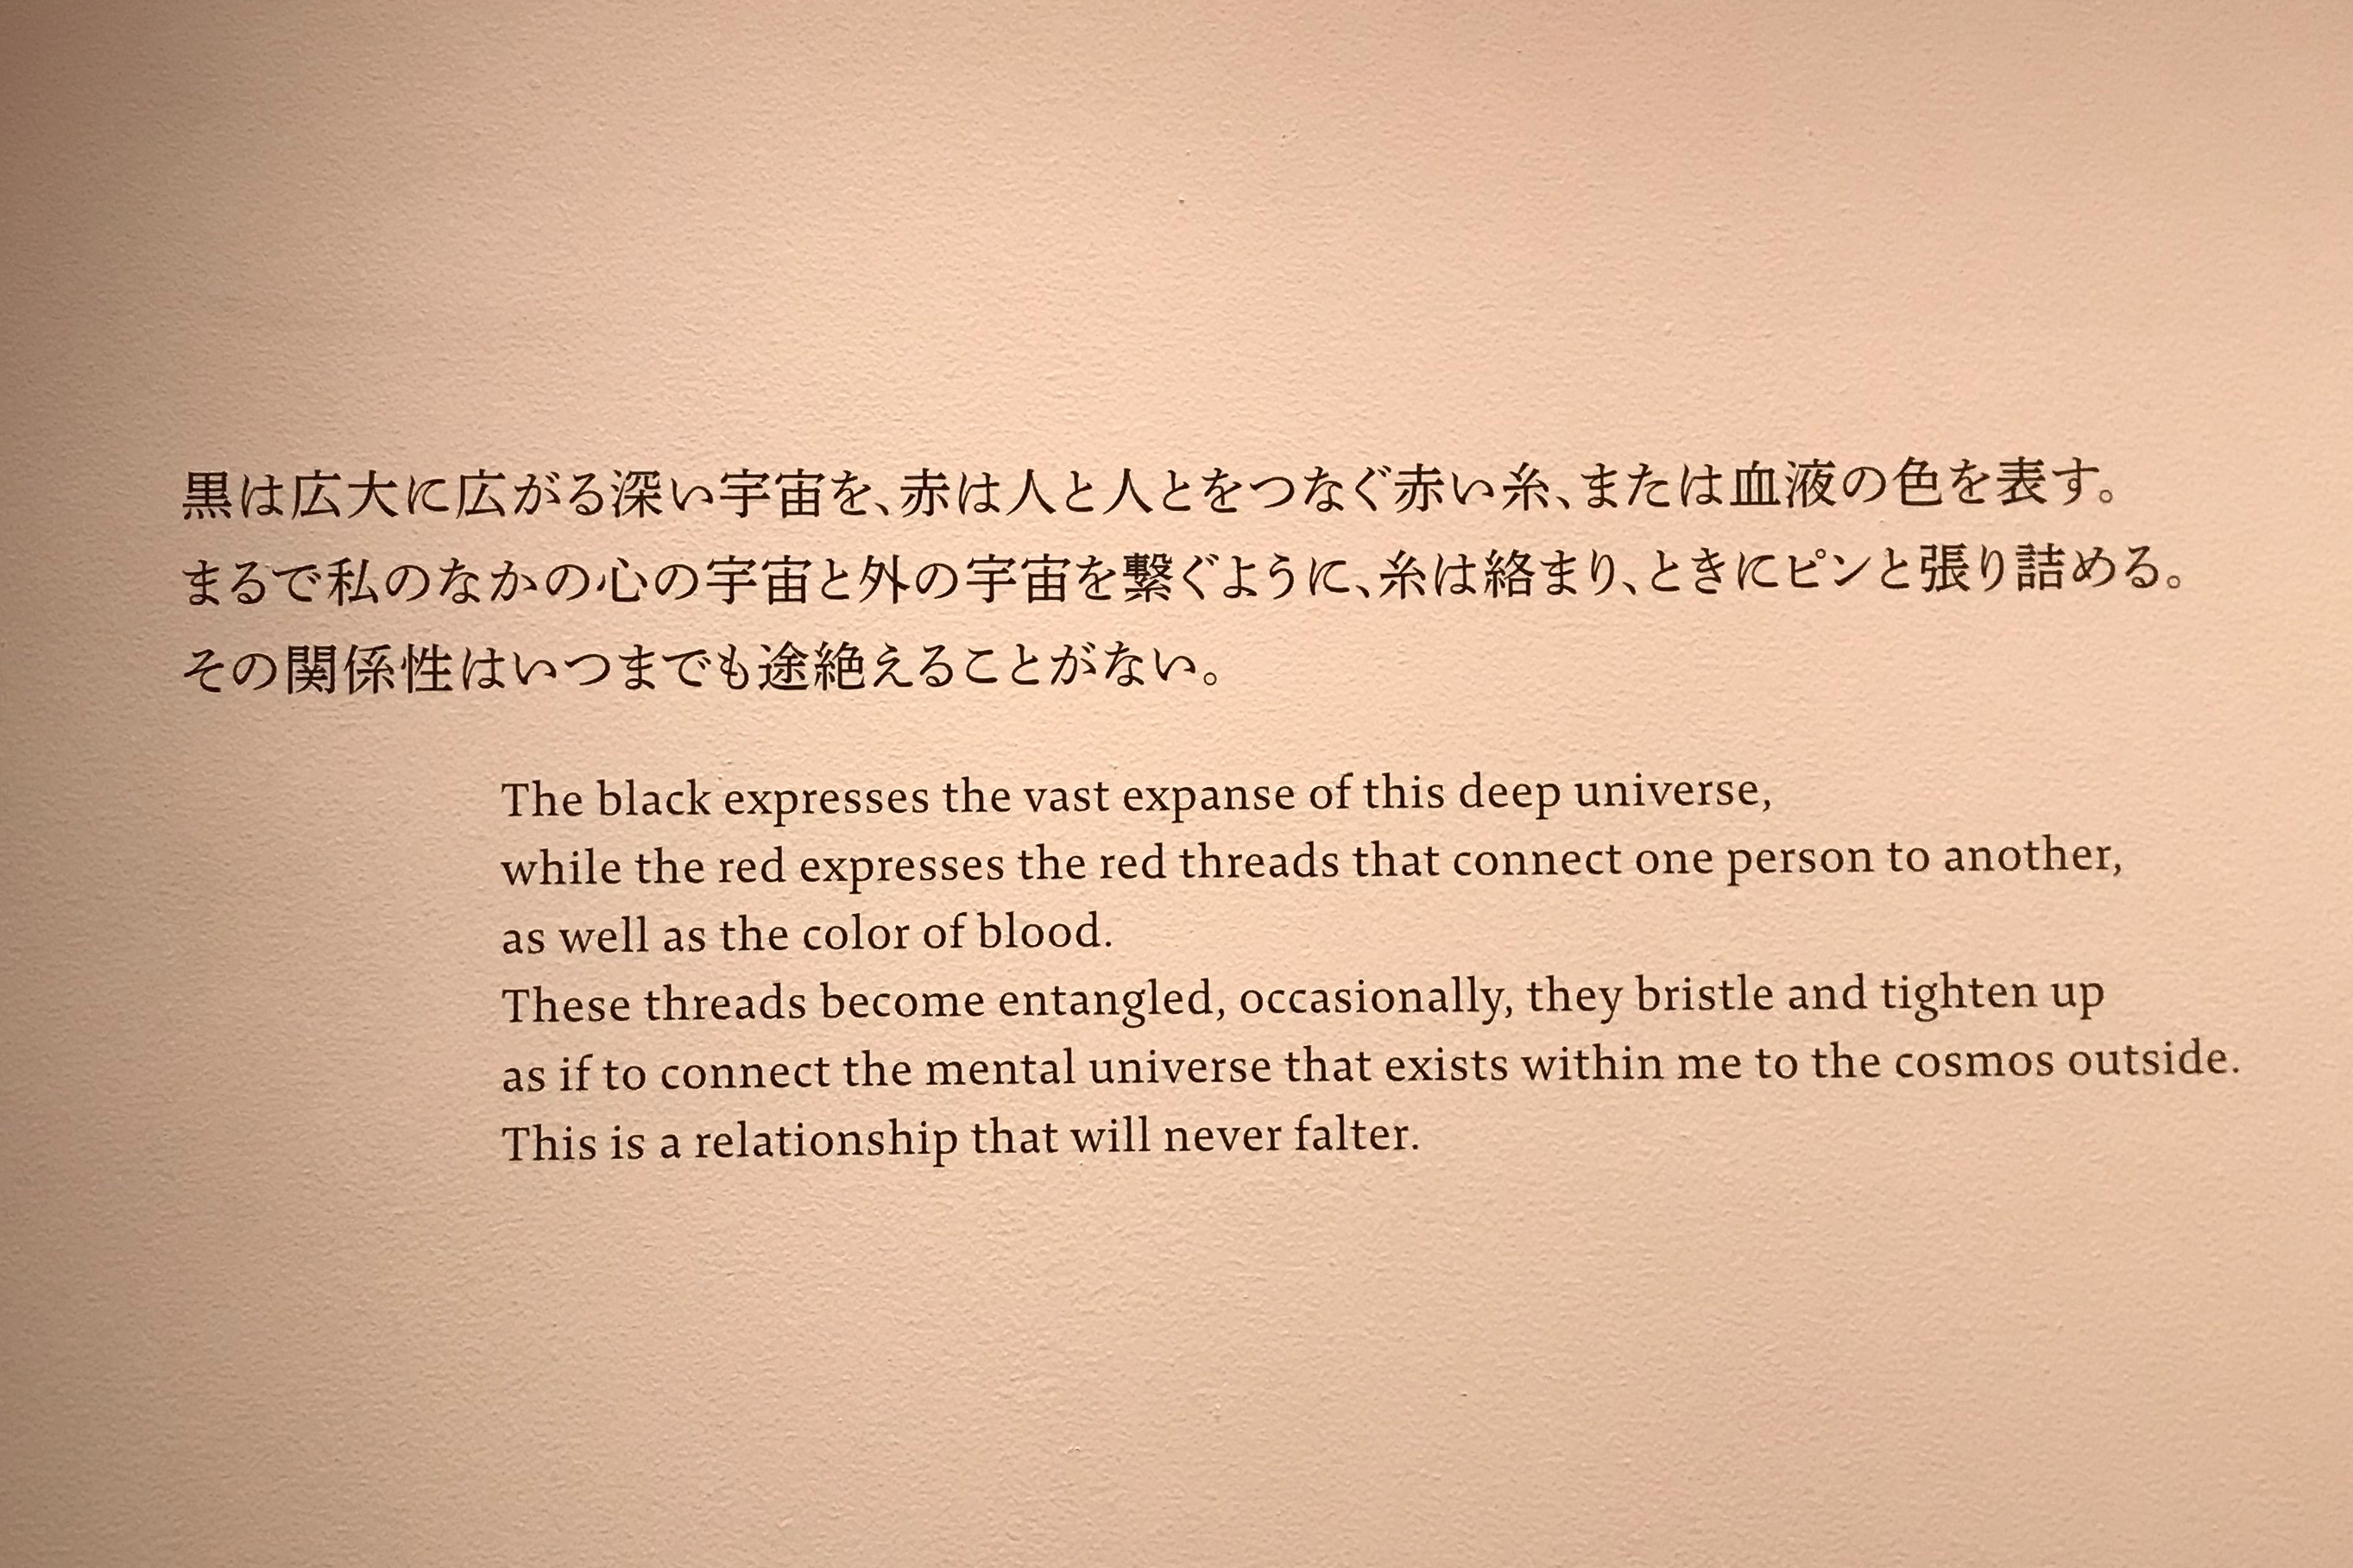 黒は広大に広がる深い宇宙を、赤は人と人とをつなぐ赤い糸、または血液の色を表す。
まるで私のなかの心の宇宙と外の宇宙を繋ぐように、糸は絡まり、ときにピンと張り詰める。
その関係性はいつまでも途絶えることがない。
The black expresses the vast expanse of this deep universe,
while the red expresses the red threads that connect one person to another,
as well as the color of blood.
These threads become entangled, occasionally, they bristle and tighten up
as if to connect the mental universe that exists within me to the cosmos outside.
This is a relationship that will never falter.